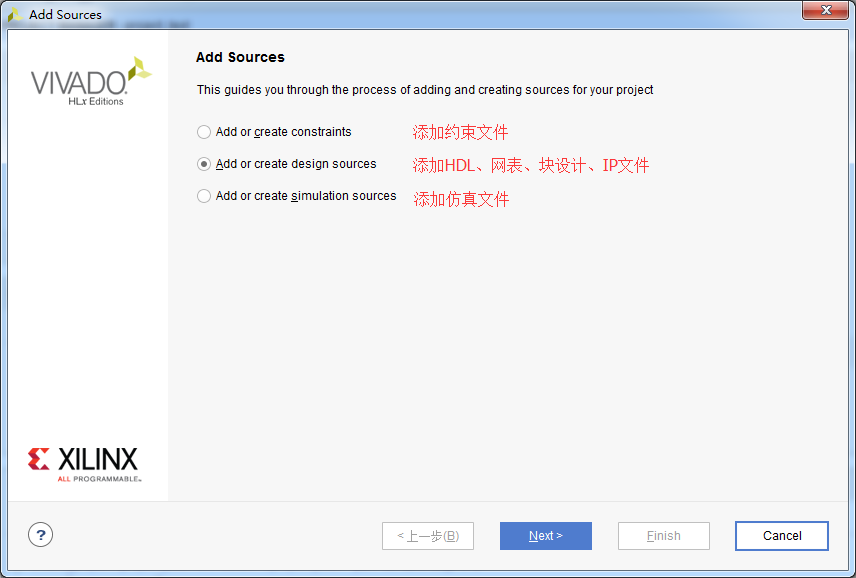 Add Sources
VIVADO
HLx Editions
Add Sources
This guides you through the process of adding and creating sources for your project
Add or create constraints 添加约束文件
Add or create design sources 添加HDL、网表、块设计、IP文件
Add or create simulation sources 添加仿真文件
XILINX
ALL PROGRAMMABLE™
?
< 上一步(B) Next > Finish Cancel